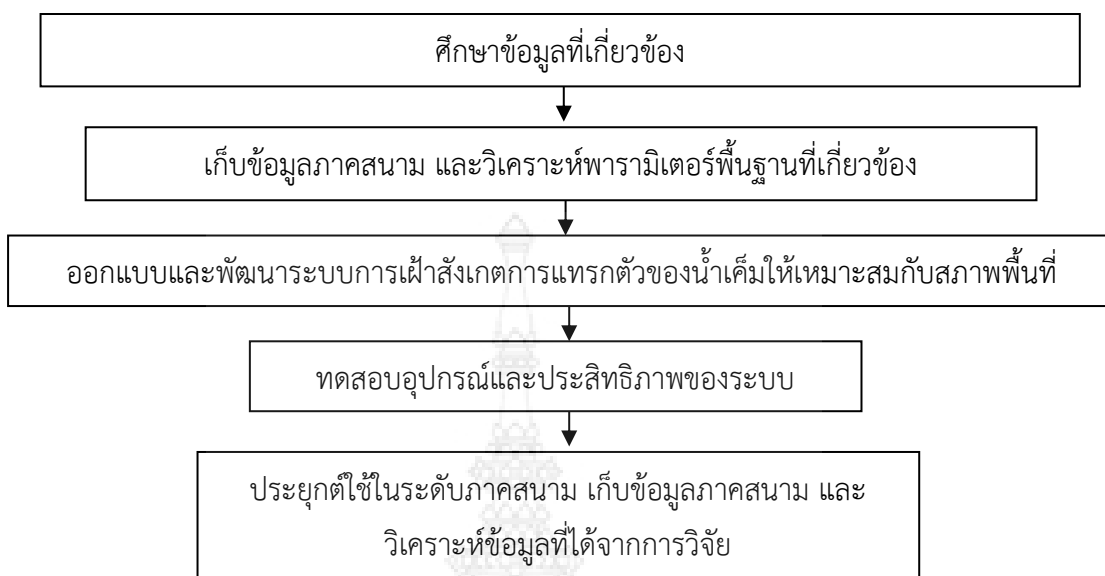 ศึกษาข้อมูลที่เกี่ยวข้อง
เก็บข้อมูลภาคสนาม และวิเคราะห์พารามิเตอร์พื้นฐานที่เกี่ยวข้อง
ออกแบบและพัฒนาระบบการเฝ้าสังเกตการแทรกตัวของน้ำเค็มให้เหมาะสมกับสภาพพื้นที่
ทดสอบอุปกรณ์และประสิทธิภาพของระบบ
ประยุกต์ใช้ในระดับภาคสนาม เก็บข้อมูลภาคสนาม และ
วิเคราะห์ข้อมูลที่ได้จากการวิจัย